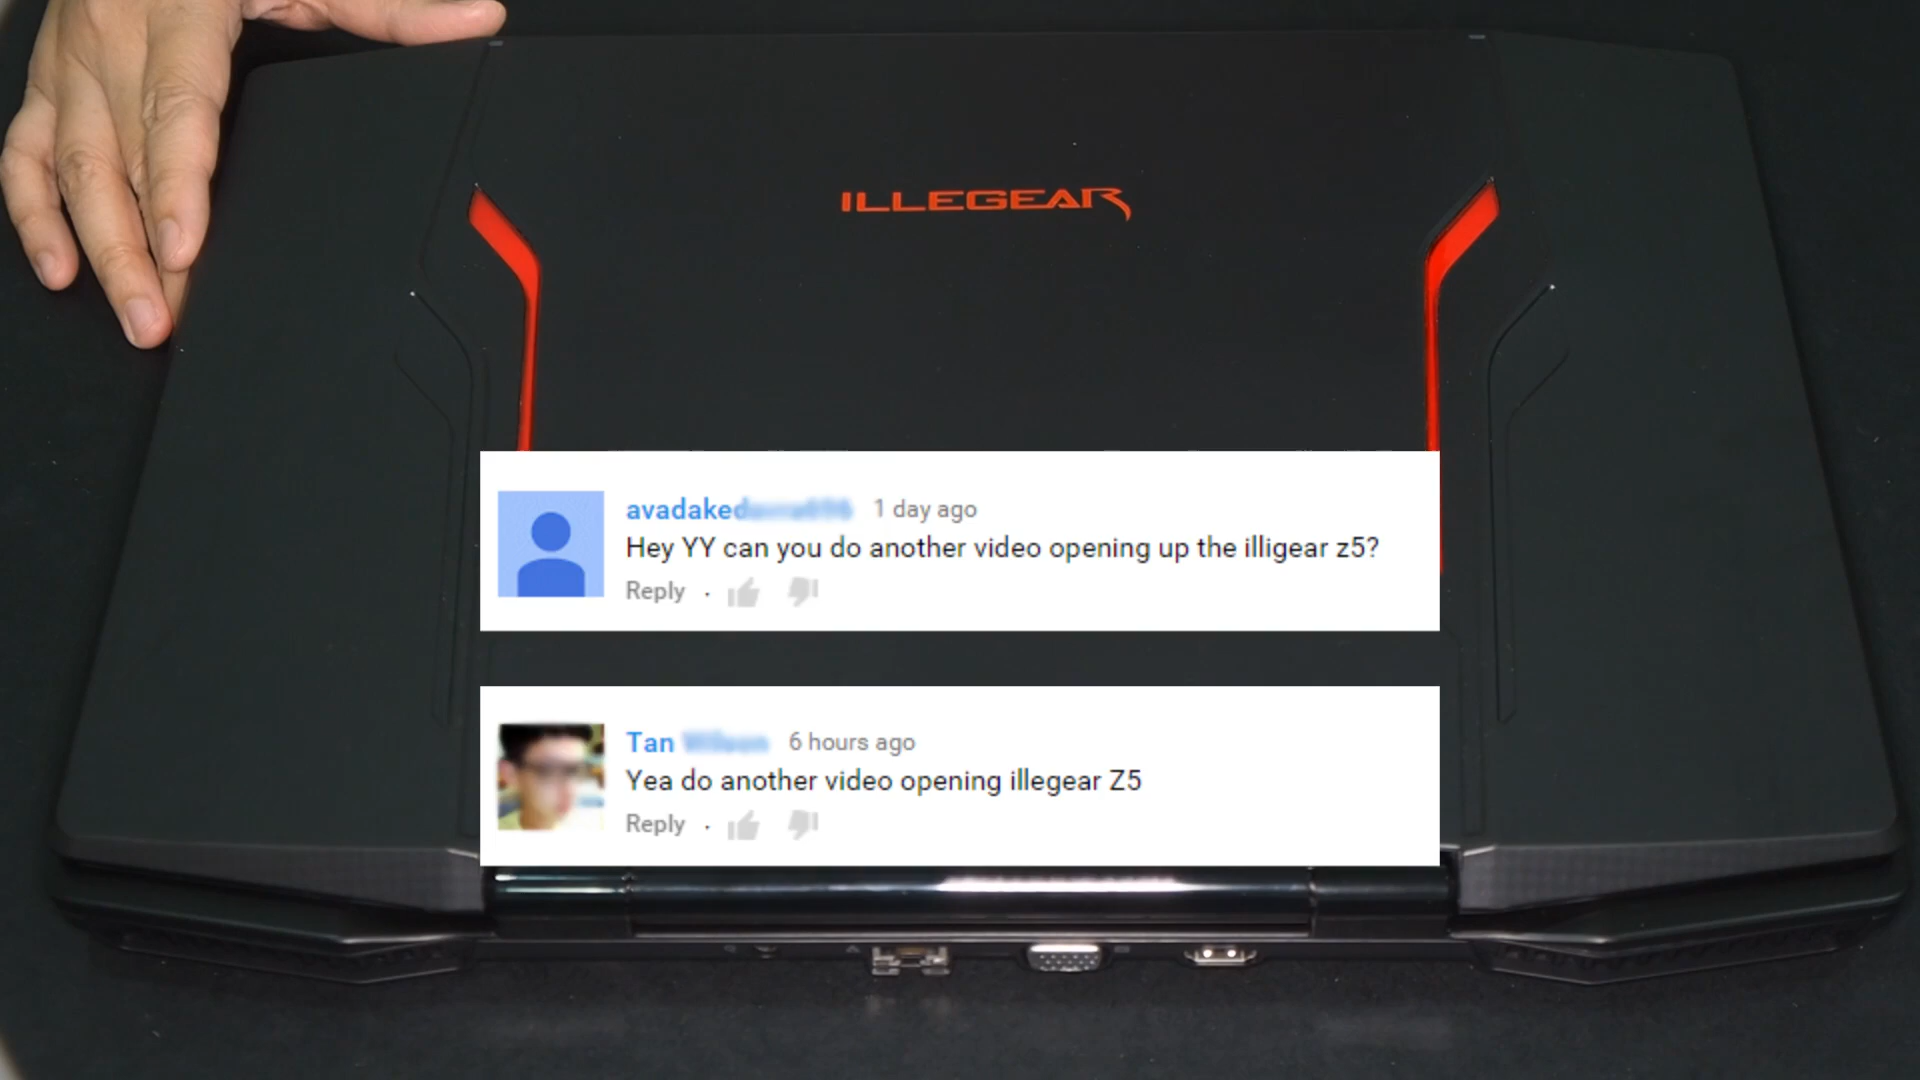 ILLEGEAR
avadaked 1 day ago
Hey YY can you do another video opening up the illigear z5?
Reply ·
Tan 6 hours ago
Yea do another video opening illegear Z5
Reply ·